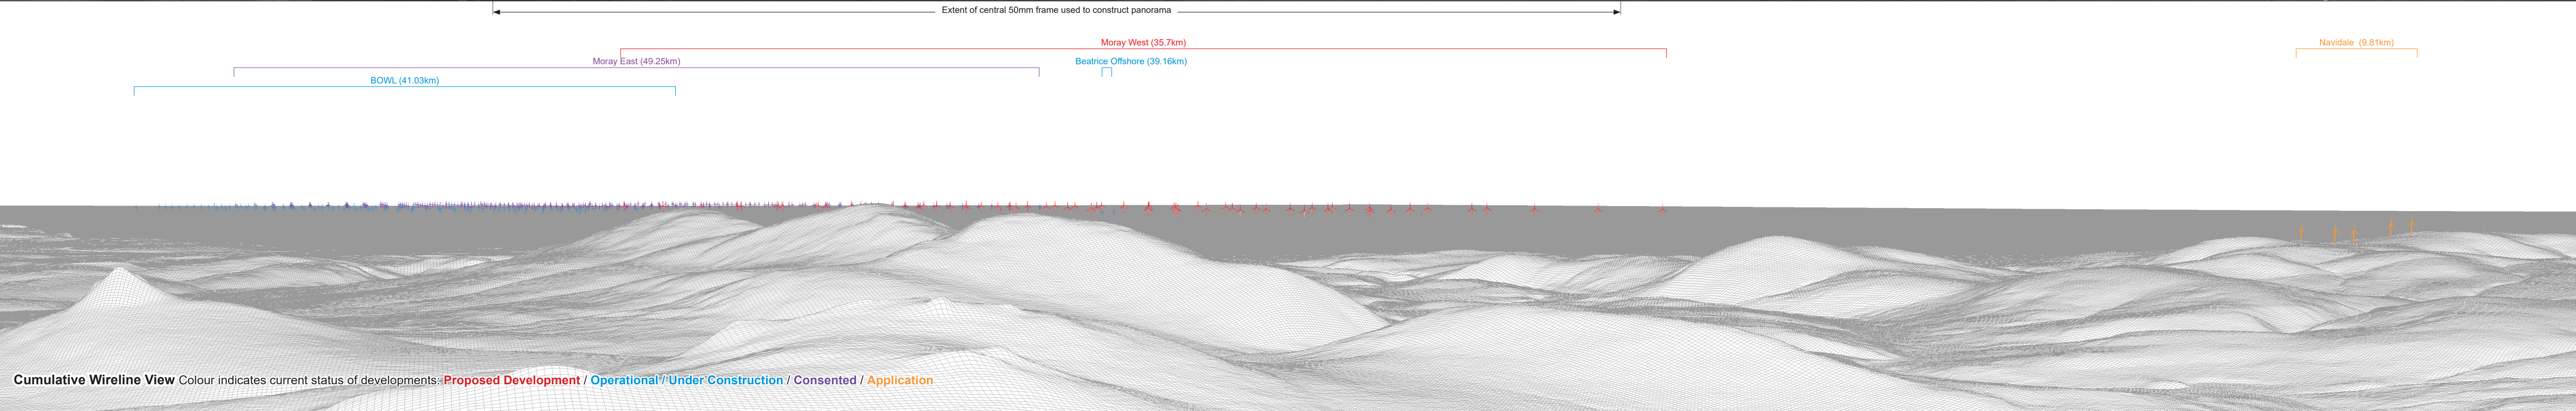 Extent of central 50mm frame used to construct panorama
Moray West (35.7km)
Navidale (9.81km)
Moray East (49.25km)
Beatrice Offshore (39.16km)
BOWL (41.03km)
Cumulative Wireline View Colour indicates current status of developments: Proposed Development / Operational / Under Construction / Consented / Application